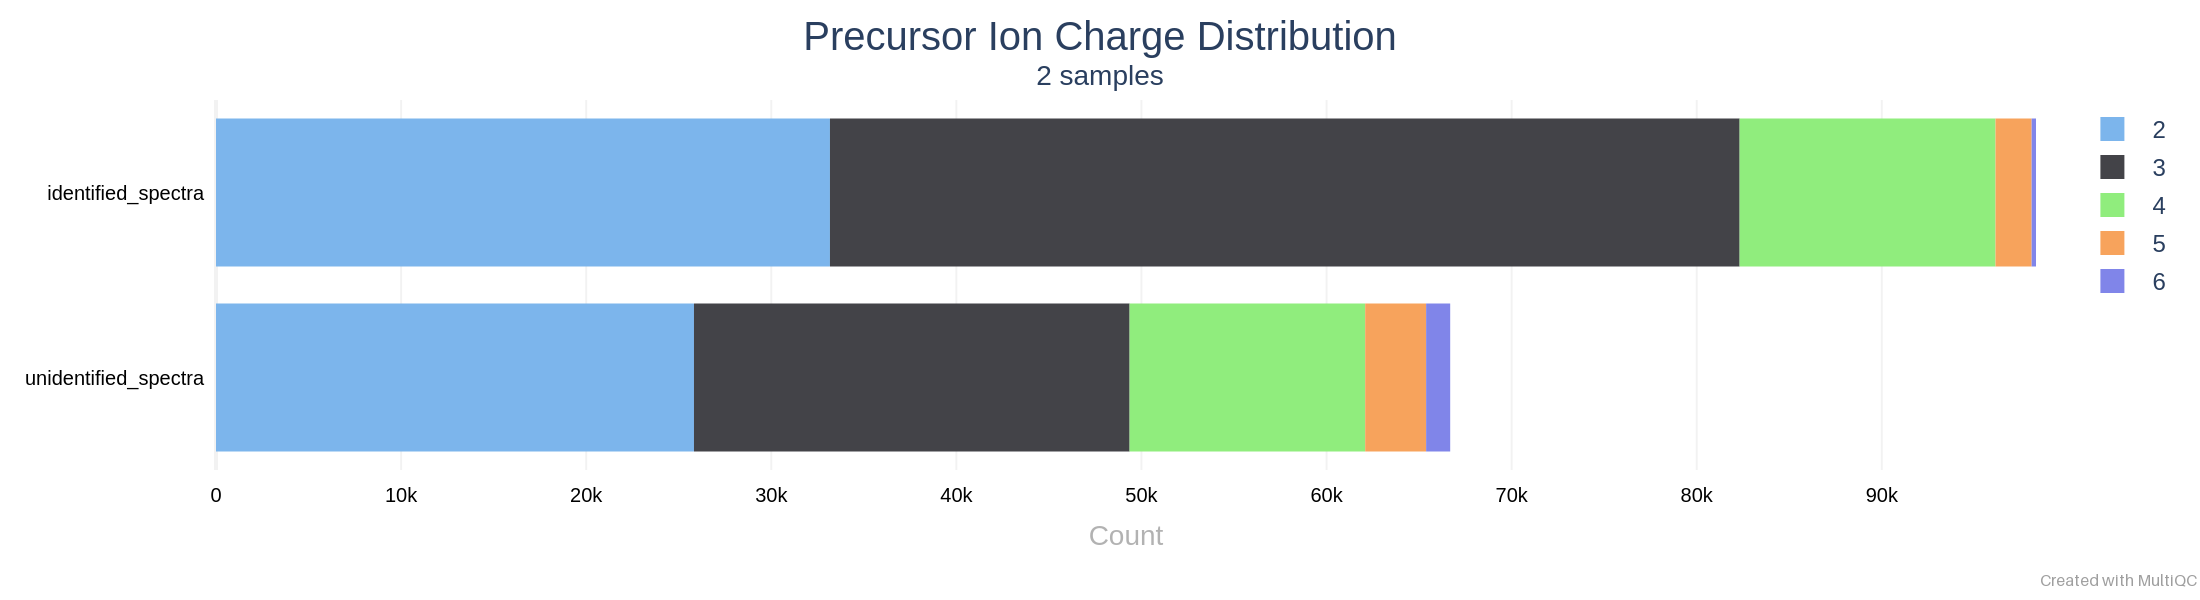 Precursor Ion Charge Distribution
2 samples
identified_spectra
unidentified_spectra
0 10k 20k 30k 40k 50k 60k 70k 80k 90k
Count
2
3
4
5
6
Created with MultiQC